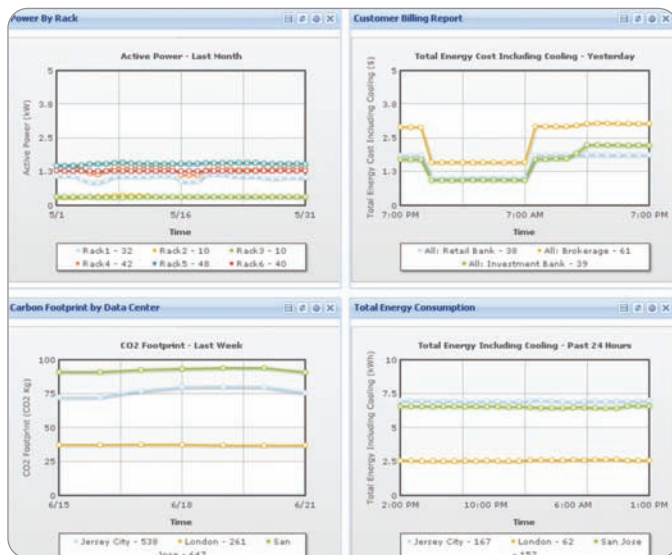 Power By Rack
Active Power - Last Month
Active Power (kW)
5
3.8
2.5
1.3
0
5/1
5/16
5/31
Time
Rack1 - 32 Rack2 - 10 Rack3 - 10
Rack4 - 42 Rack5 - 48 Rack6 - 40
Customer Billing Report
Total Energy Cost Including Cooling - Yesterday
Total Energy Cost Including Cooling ($)
5
3.8
2.5
1.3
0
7:00 PM
7:00 AM
7:00 PM
Time
All: Retail Bank - 38 All: Brokerage - 61
All: Investment Bank - 39
Carbon Footprint by Data Center
CO2 Footprint - Last Week
CO2 Footprint (CO2 Kg)
100
75
50
25
0
6/15
6/18
6/21
Time
Jersey City - 538 London - 261 San
Jose - 647
Total Energy Consumption
Total Energy Including Cooling - Past 24 Hours
Total Energy Including Cooling (kWh)
10
7.5
5
2.5
0
2:00 PM
10:00 PM
6:00 AM
1:00 PM
Time
Jersey City - 167 London - 62 San Jose
- 157